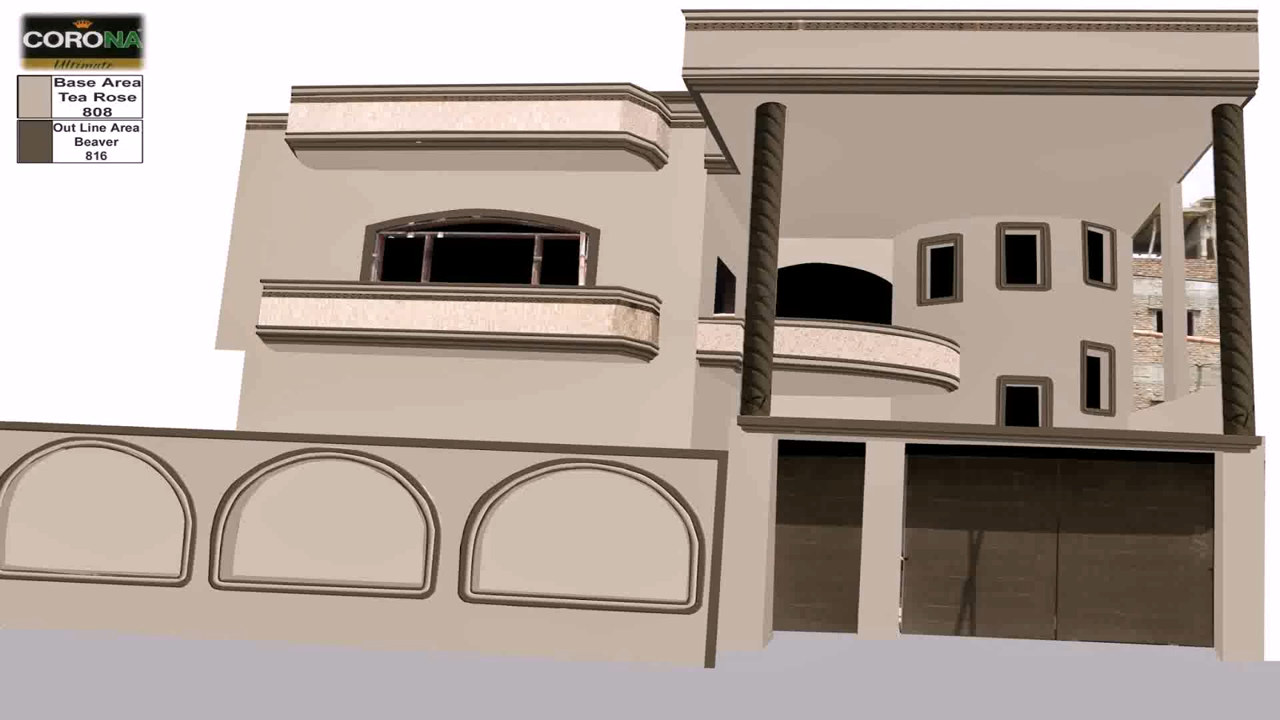 CORONA
Ultimate
Base Area
Tea Rose
808
Out Line Area
Beaver
816